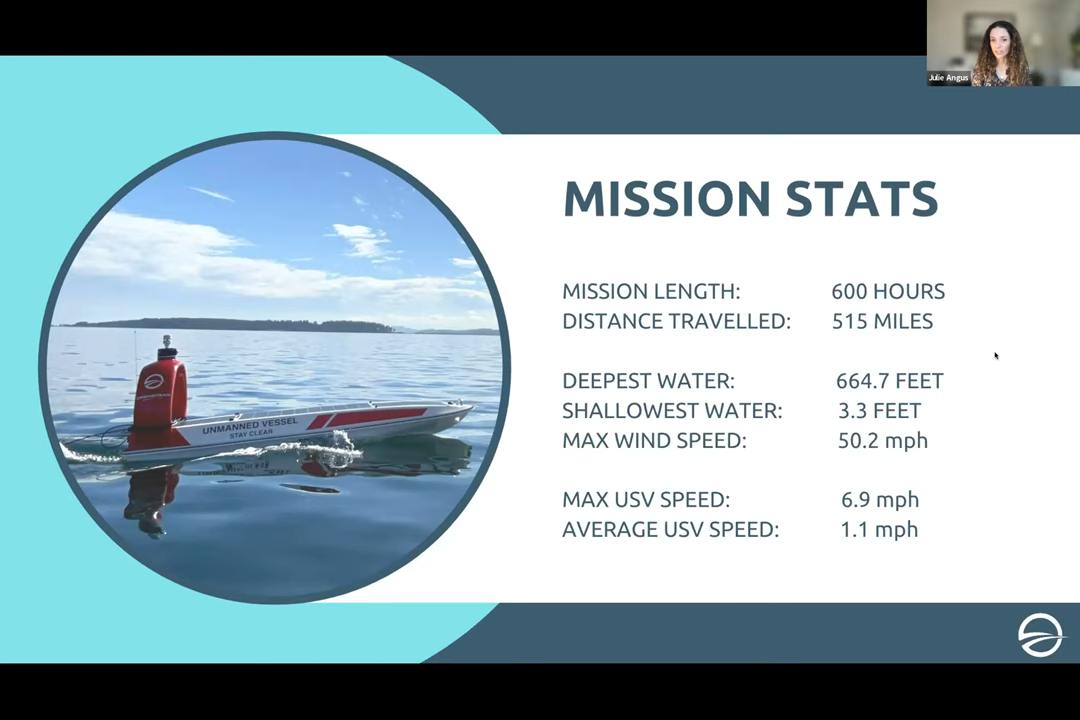 Julie Angus
MISSION STATS
MISSION LENGTH: 600 HOURS
DISTANCE TRAVELLED: 515 MILES
DEEPEST WATER: 664.7 FEET
SHALLOWEST WATER: 3.3 FEET
MAX WIND SPEED: 50.2 mph
MAX USV SPEED: 6.9 mph
AVERAGE USV SPEED: 1.1 mph
UNMANNED VESSEL
STAY CLEAR